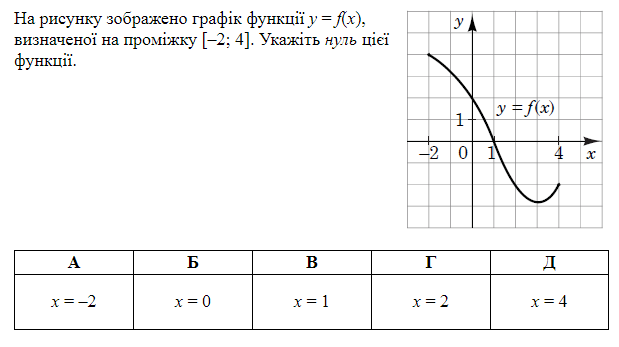 На рисунку зображено графік функції y = f(x),
визначеної на проміжку [–2; 4]. Укажіть нуль цієї
функції.
y
y = f(x)
1
–2 0 1 4 x
А Б В Г Д
x = –2 x = 0 x = 1 x = 2 x = 4